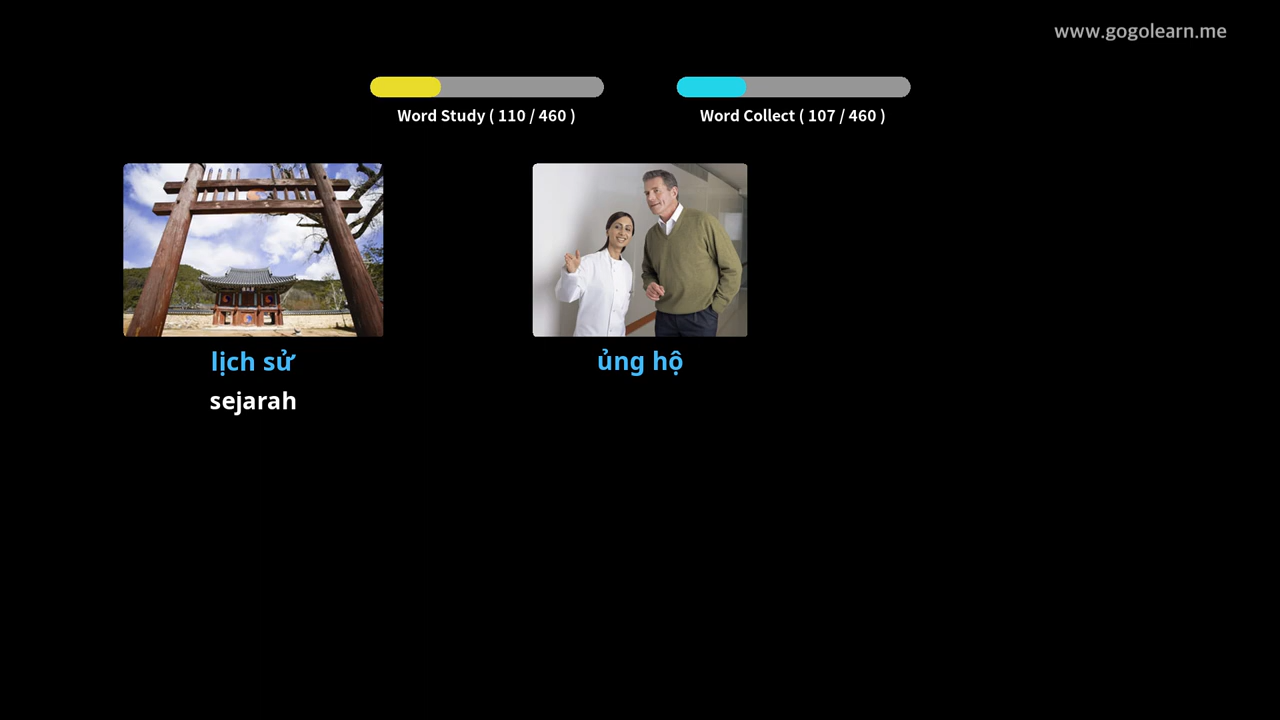 www.gogolearn.me
Word Study ( 110 / 460 )
Word Collect ( 107 / 460 )
lịch sử
sejarah
ủng hộ